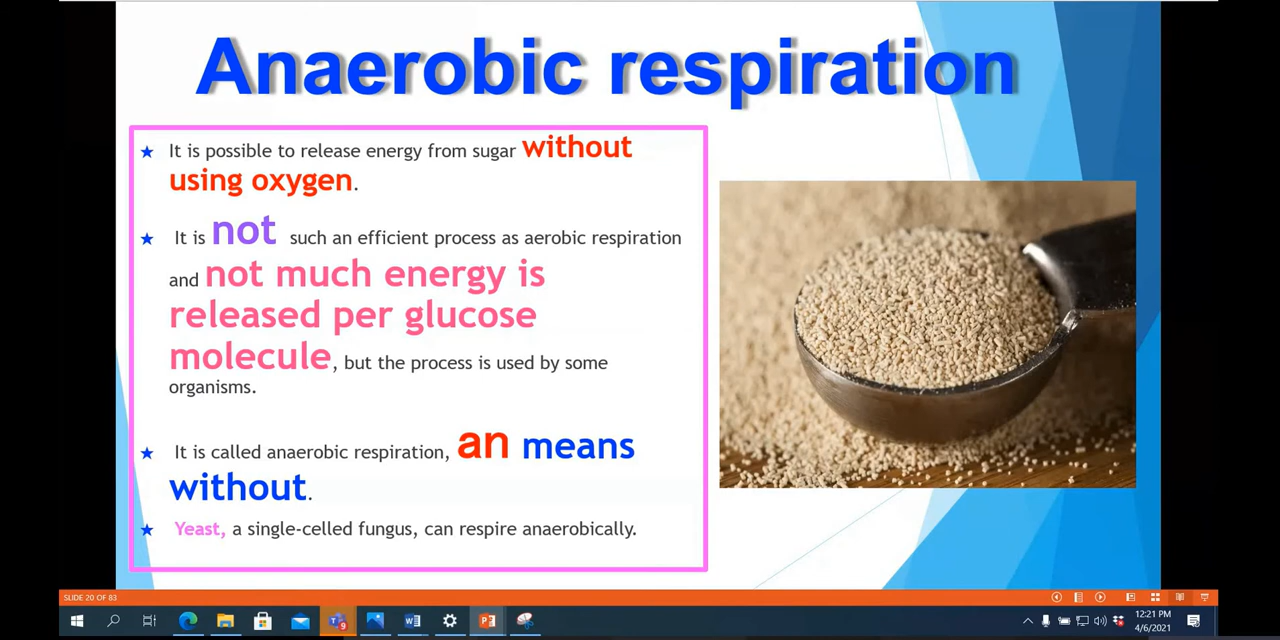 Anaerobic respiration
It is possible to release energy from sugar without
using oxygen.
It is not such an efficient process as aerobic respiration
and not much energy is
released per glucose
molecule, but the process is used by some
organisms.
It is called anaerobic respiration, an means
without.
Yeast, a single-celled fungus, can respire anaerobically.
SLIDE 20 OF 83
12:21 PM
4/6/2021